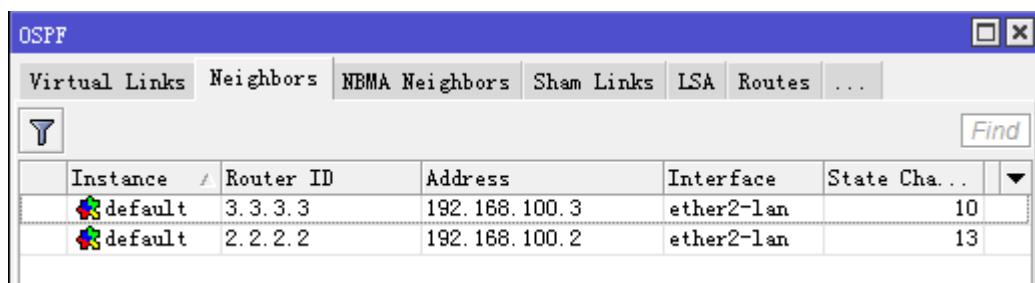 OSPF
Virtual Links Neighbors NBMA Neighbors Sham Links LSA Routes ...
Find
Instance Router ID Address Interface State Cha...
default 3.3.3.3 192.168.100.3 ether2-lan 10
default 2.2.2.2 192.168.100.2 ether2-lan 13